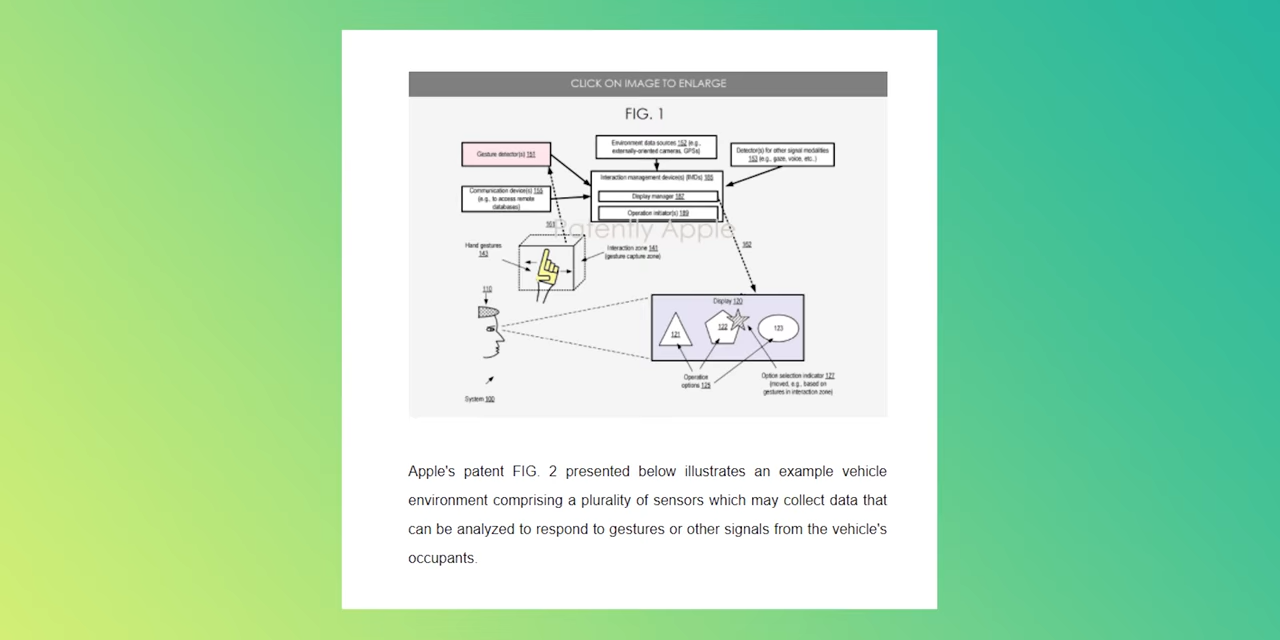 CLICK ON IMAGE TO ENLARGE
FIG. 1
Gesture detector(s) 151
Environment data sources 152 (e.g.,
externally-oriented cameras, GPSs)
Detector(s) for other signal modalities
153 (e.g., gaze, voice, etc.)
Interaction management device(s) (IMDs) 185
Display manager 187
Operation initiator(s) 189
Communication device(s) 155
(e.g., to access remote
databases)
Patently Apple
161
Hand gestures
143
Interaction zone 141
(gesture capture zone)
162
110
Display 120
121
122
123
Operation
options 125
Option selection indicator 127
(moved, e.g., based on
gestures in interaction zone)
System 100
Apple's patent FIG. 2 presented below illustrates an example vehicle
environment comprising a plurality of sensors which may collect data that
can be analyzed to respond to gestures or other signals from the vehicle's
occupants.